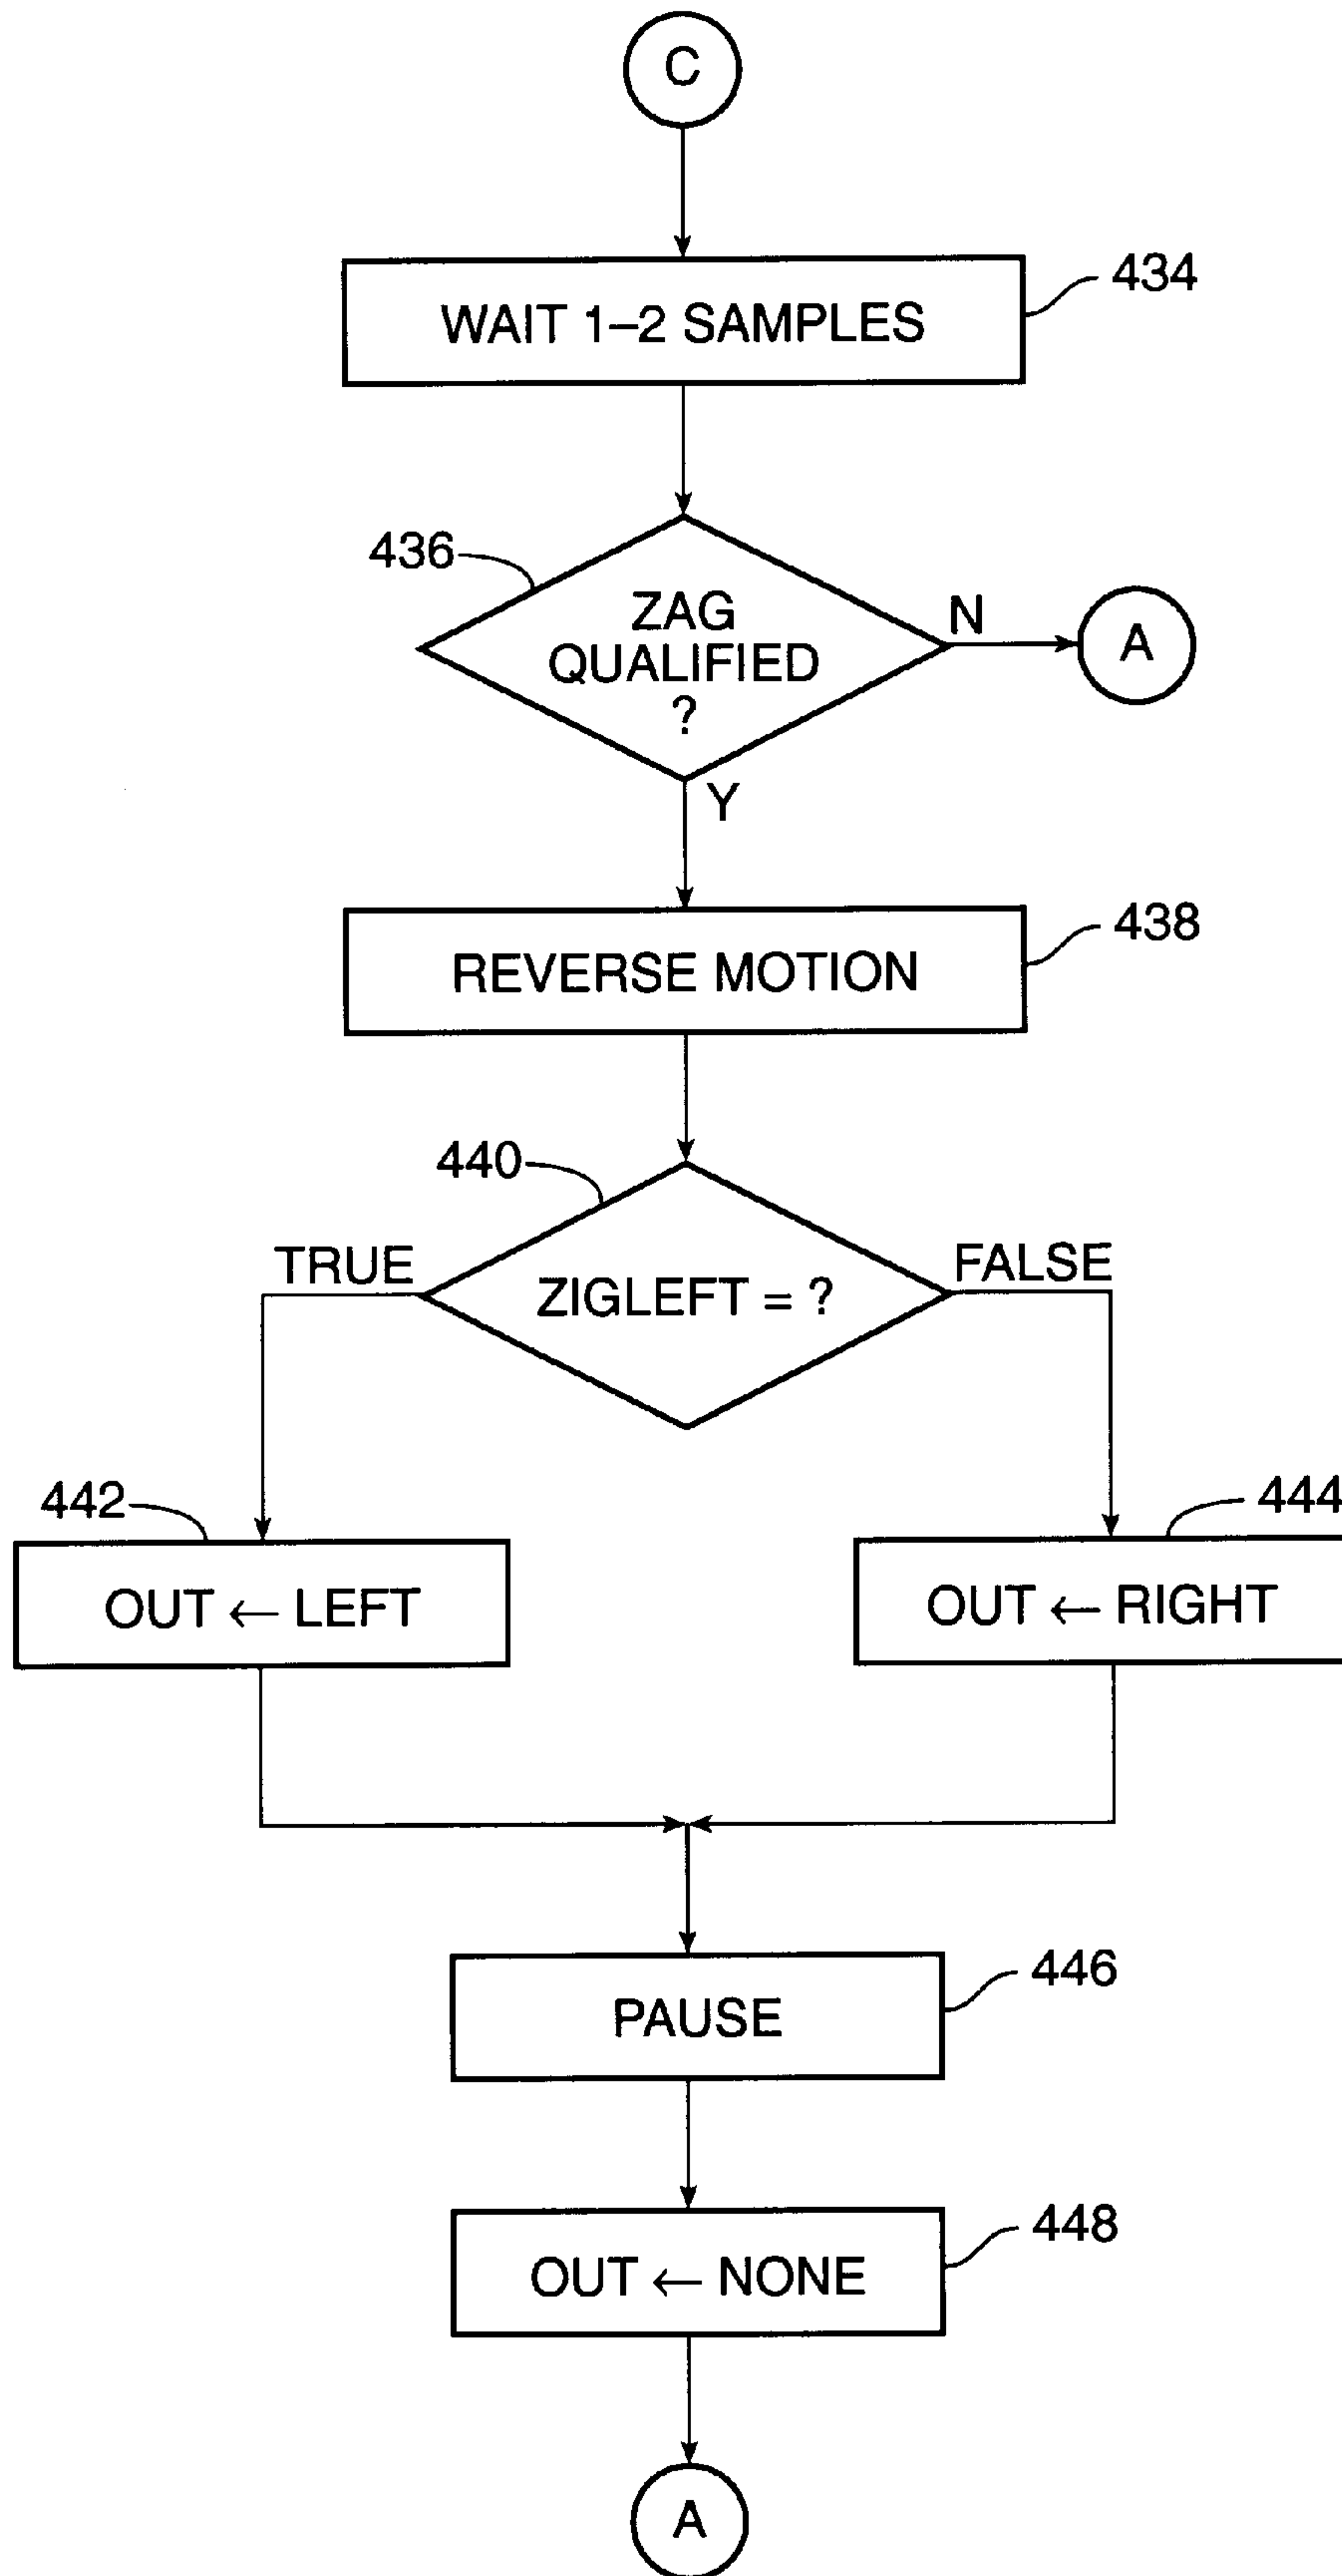 C
434
WAIT 1–2 SAMPLES
436
ZAG
QUALIFIED
?
N
A
Y
438
REVERSE MOTION
440
TRUE
ZIGLEFT = ?
FALSE
442
444
OUT ← LEFT
OUT ← RIGHT
446
PAUSE
448
OUT ← NONE
A